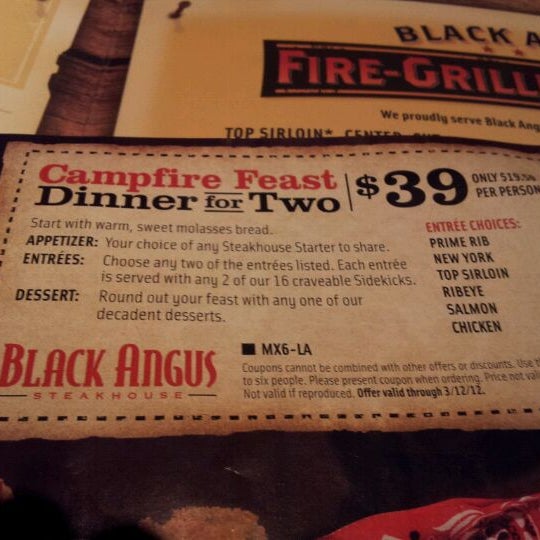 BLACK A
FIRE-GRILL
We proudly serve Black Ang
TOP SIRLOIN*
Campfire Feast
Dinner for Two
$39
ONLY $19.50
PER PERSON
Start with warm, sweet molasses bread.
APPETIZER: Your choice of any Steakhouse Starter to share.
ENTRÉES: Choose any two of the entrées listed. Each entrée
is served with any 2 of our 16 craveable Sidekicks.
DESSERT: Round out your feast with any one of our
decadent desserts.
ENTRÉE CHOICES:
PRIME RIB
NEW YORK
TOP SIRLOIN
RIBEYE
SALMON
CHICKEN
BLACK ANGUS
STEAKHOUSE
MX6-LA
Coupons cannot be combined with other offers or discounts. Use
to six people. Please present coupon when ordering. Price not val
Not valid if reproduced. Offer valid through 3/12/12.